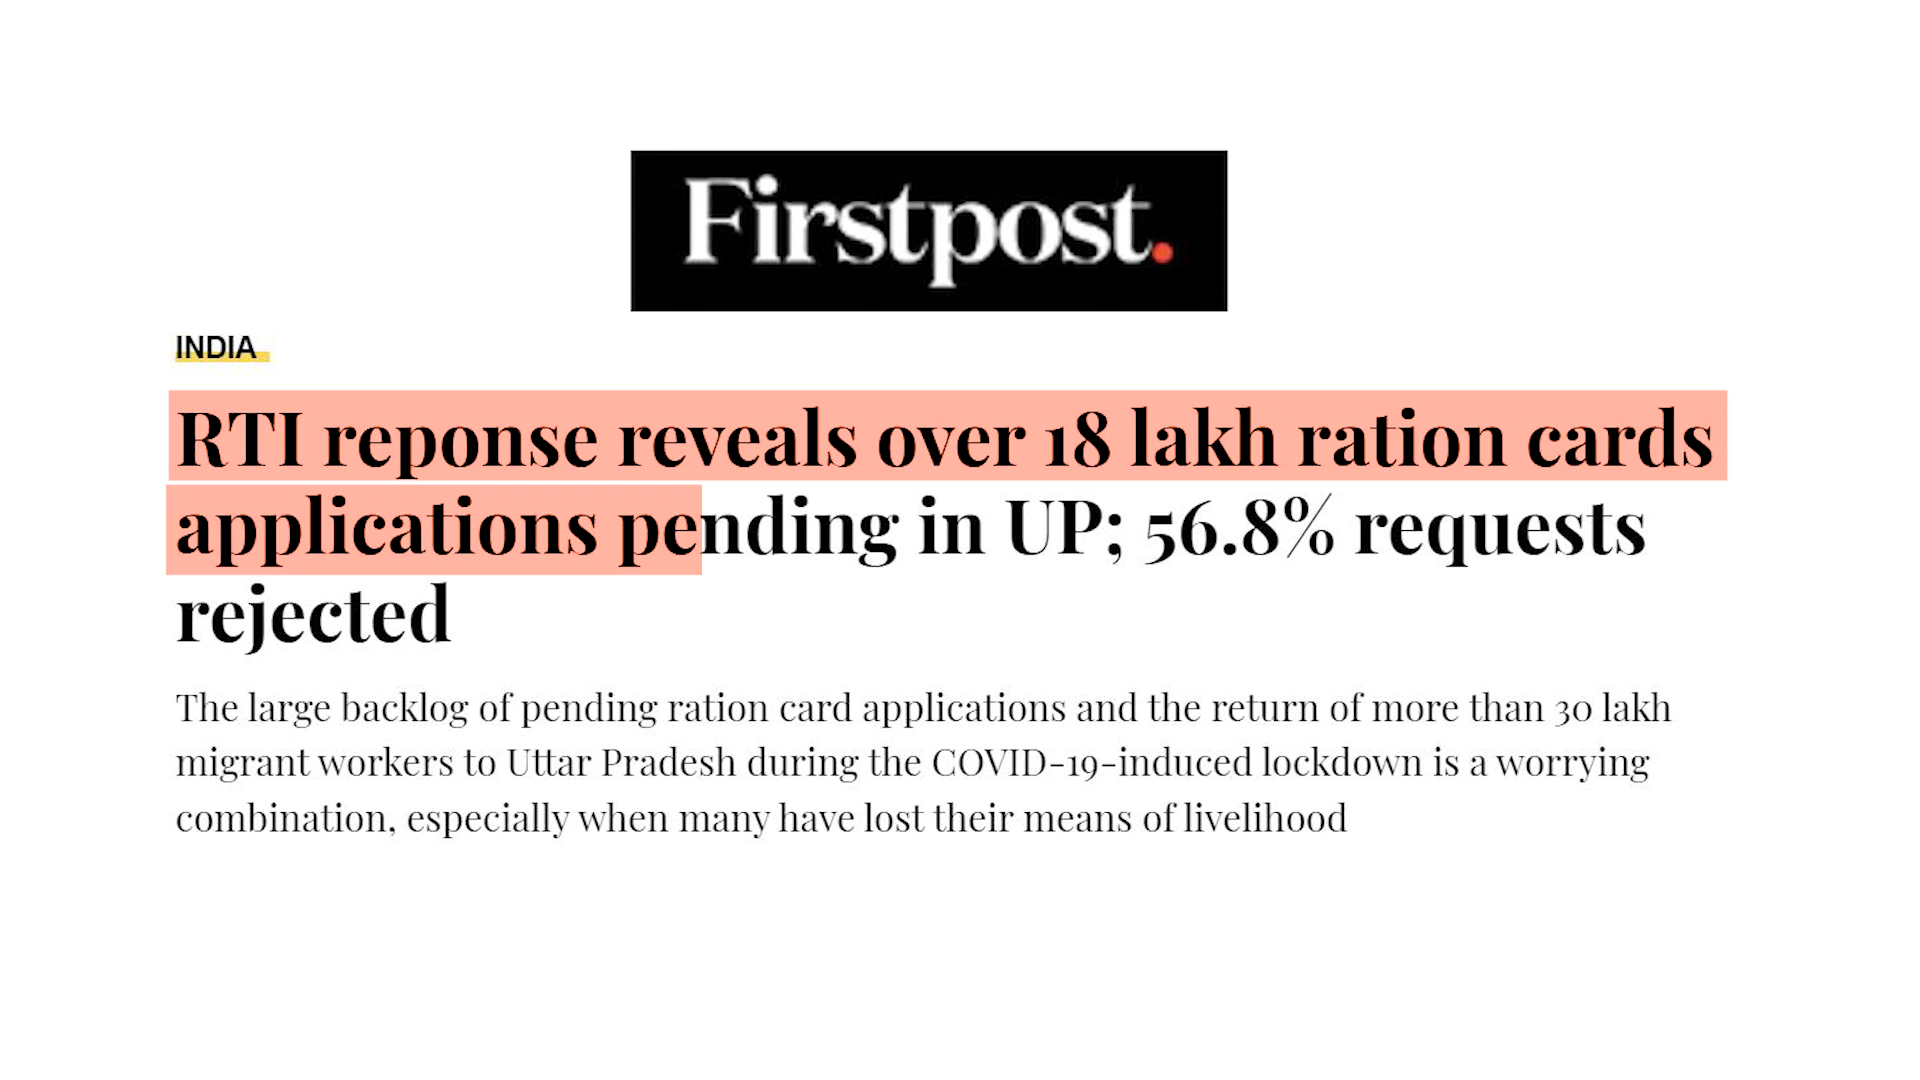 Firstpost.
INDIA
RTI reponse reveals over 18 lakh ration cards
applications pending in UP; 56.8% requests
rejected
The large backlog of pending ration card applications and the return of more than 30 lakh
migrant workers to Uttar Pradesh during the COVID-19-induced lockdown is a worrying
combination, especially when many have lost their means of livelihood